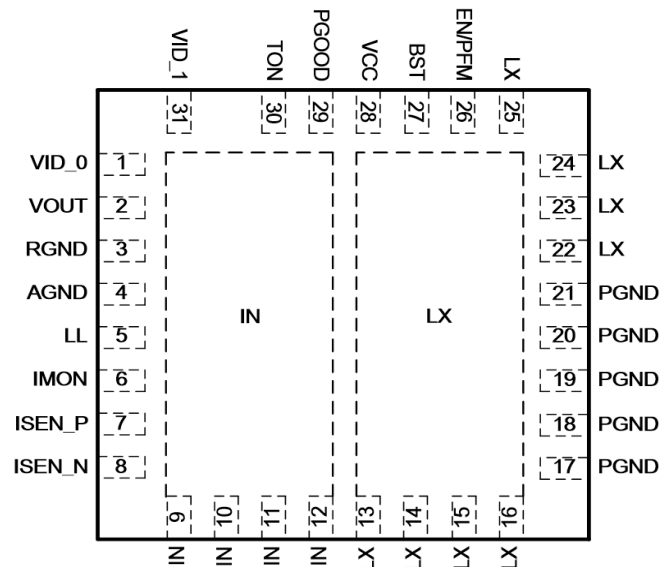 VID_1
TON
PGOOD
VCC
BST
EN/PFM
LX
31
30
29
28
27
26
25
VID_0 1
VOUT 2
RGND 3
AGND 4
LL 5
IMON 6
ISEN_P 7
ISEN_N 8
IN
LX
24 LX
23 LX
22 LX
21 PGND
20 PGND
19 PGND
18 PGND
17 PGND
9
10
11
12
13
14
15
16
IN
IN
IN
IN
LX
LX
LX
LX